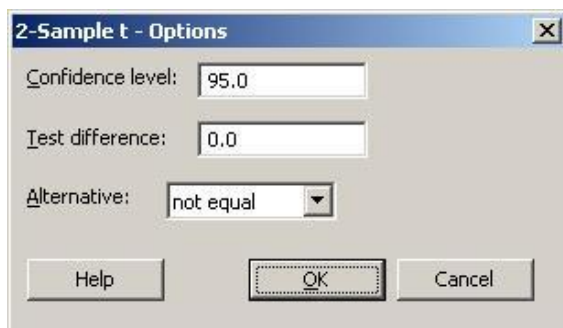 2-Sample t - Options
Confidence level: 95.0
Test difference: 0.0
Alternative: not equal
Help OK Cancel